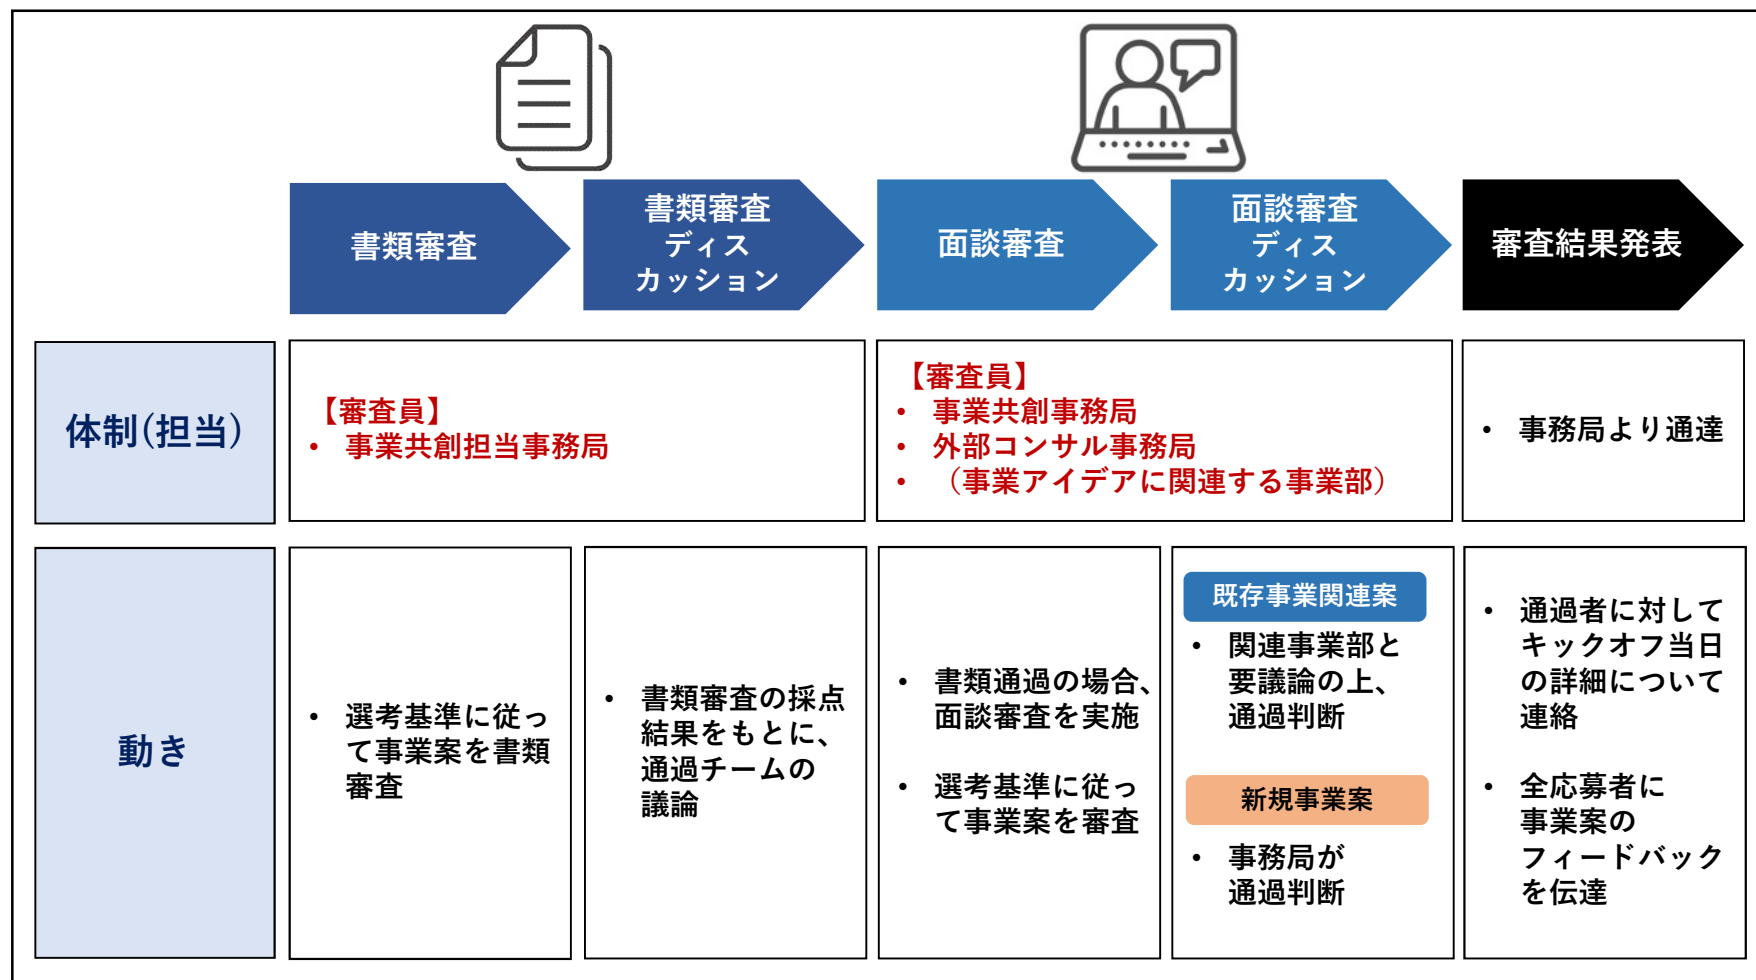 書類審査
書類審査
ディス
カッション
面談審査
面談審査
ディス
カッション
審査結果発表
体制(担当)
【審査員】
• 事業共創担当事務局
【審査員】
• 事業共創事務局
• 外部コンサル事務局
• （事業アイデアに関連する事業部）
• 事務局より通達
動き
• 選考基準に従っ
て事業案を書類
審査
• 書類審査の採点
結果をもとに、
通過チームの
議論
• 書類通過の場合、
面談審査を実施
• 選考基準に従っ
て事業案を審査
既存事業関連案
• 関連事業部と
要議論の上、
通過判断
新規事業案
• 事務局が
通過判断
• 通過者に対して
キックオフ当日
の詳細について
連絡
• 全応募者に
事業案の
フィードバック
を伝達